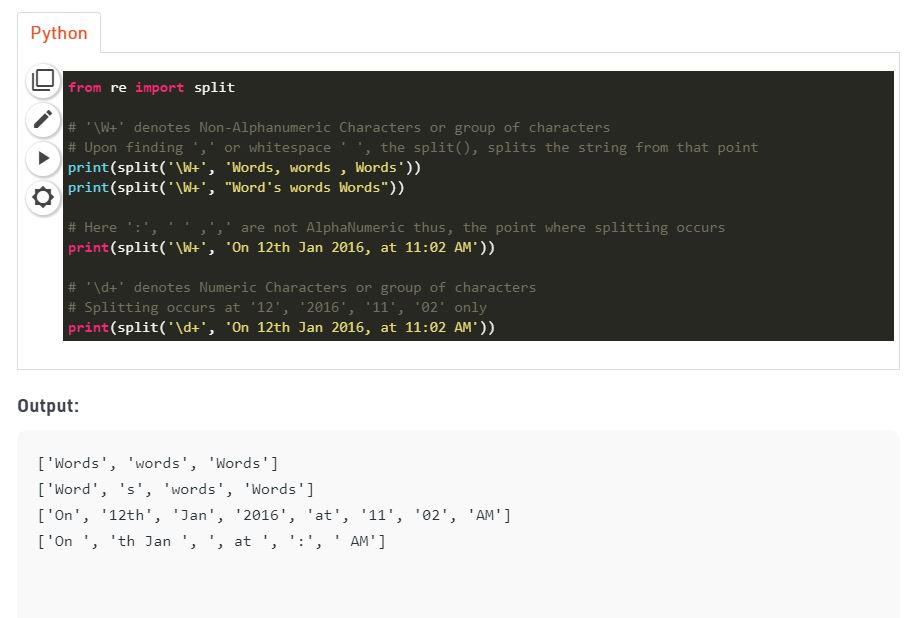 Python
from re import split
# '\W+' denotes Non-Alphanumeric Characters or group of characters
# Upon finding ',' or whitespace ' ', the split(), splits the string from that point
print(split('\W+', 'Words, words , Words'))
print(split('\W+', "Word's words Words"))
# Here ':', ' ' ,',' are not AlphaNumeric thus, the point where splitting occurs
print(split('\W+', 'On 12th Jan 2016, at 11:02 AM'))
# '\d+' denotes Numeric Characters or group of characters
# Splitting occurs at '12', '2016', '11', '02' only
print(split('\d+', 'On 12th Jan 2016, at 11:02 AM'))
Output:
['Words', 'words', 'Words']
['Word', 's', 'words', 'Words']
['On', '12th', 'Jan', '2016', 'at', '11', '02', 'AM']
['On ', 'th Jan ', ', at ', ':', ' AM']